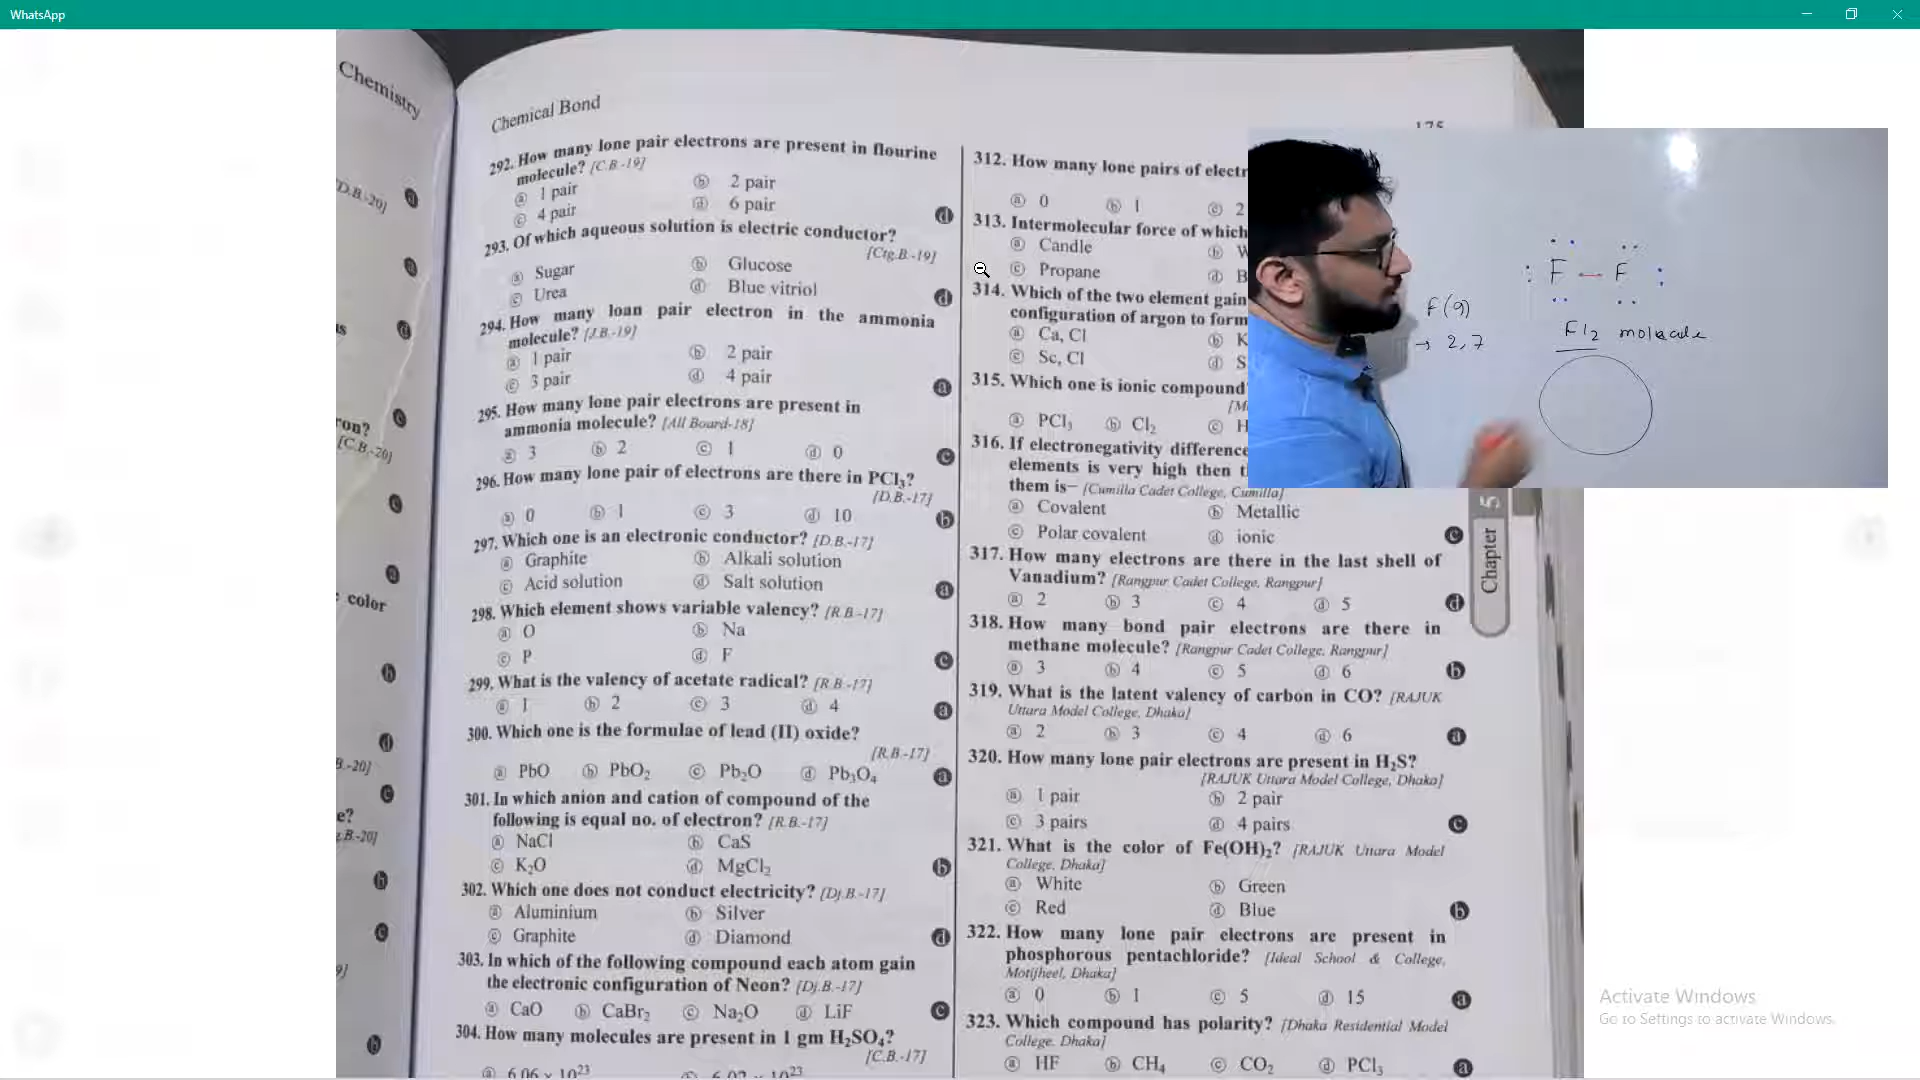 WhatsApp
Chemistry
D.B.-20]
ron?
[C.B.-20]
color
B.-20]
e?
Chemical Bond
292. How many lone pair electrons are present in flourine
molecule? [C.B.-19]
ⓐ 1 pair ⓑ 2 pair
ⓒ 4 pair ⓓ 6 pair
d
293. Of which aqueous solution is electric conductor?
[Ctg.B.-19]
ⓐ Sugar ⓑ Glucose
ⓒ Urea ⓓ Blue vitriol
d
294. How many loan pair electron in the ammonia
molecule? [J.B.-19]
ⓐ 1 pair ⓑ 2 pair
ⓒ 3 pair ⓓ 4 pair
a
295. How many lone pair electrons are present in
ammonia molecule? [All Board-18]
ⓐ 3 ⓑ 2 ⓒ 1 ⓓ 0
c
296. How many lone pair of electrons are there in PCl₃?
[D.B.-17]
ⓐ 0 ⓑ 1 ⓒ 3 ⓓ 10
b
297. Which one is an electronic conductor? [D.B.-17]
ⓐ Graphite ⓑ Alkali solution
ⓒ Acid solution ⓓ Salt solution
a
298. Which element shows variable valency? [R.B-17]
ⓐ O ⓑ Na
ⓒ P ⓓ F
c
299. What is the valency of acetate radical? [R.B.-17]
ⓐ 1 ⓑ 2 ⓒ 3 ⓓ 4
a
300. Which one is the formulae of lead (II) oxide?
[R.B-17]
ⓐ PbO ⓑ PbO₂ ⓒ Pb₂O ⓓ Pb₃O₄
a
301. In which anion and cation of compound of the
following is equal no. of electron? [R.B.-17]
ⓐ NaCl ⓑ CaS
ⓒ K₂O ⓓ MgCl₂
b
302. Which one does not conduct electricity? [Dj.B.-17]
ⓐ Aluminium ⓑ Silver
ⓒ Graphite ⓓ Diamond
d
303. In which of the following compound each atom gain
the electronic configuration of Neon? [Dj.B.-17]
ⓐ CaO ⓑ CaBr₂ ⓒ Na₂O ⓓ LiF
c
304. How many molecules are present in 1 gm H₂SO₄?
[C.B.-17]
312. How many lone pairs of electr
ⓐ 0 ⓑ 1 ⓒ 2
313. Intermolecular force of which
ⓐ Candle ⓑ W
ⓒ Propane ⓓ B
314. Which of the two element gain
configuration of argon to form
ⓐ Ca, Cl ⓑ K
ⓒ Sc, Cl ⓓ S
315. Which one is ionic compound
ⓐ PCl₃ ⓑ Cl₂ ⓒ H
316. If electronegativity difference
elements is very high then t
them is– [Cumilla Cadet College, Cumilla]
ⓐ Covalent ⓑ Metallic
ⓒ Polar covalent ⓓ ionic
c
317. How many electrons are there in the last shell of
Vanadium? [Rangpur Cadet College, Rangpur]
ⓐ 2 ⓑ 3 ⓒ 4 ⓓ 5
d
318. How many bond pair electrons are there in
methane molecule? [Rangpur Cadet College, Rangpur]
ⓐ 3 ⓑ 4 ⓒ 5 ⓓ 6
b
319. What is the latent valency of carbon in CO? [RAJUK
Uttara Model College, Dhaka]
ⓐ 2 ⓑ 3 ⓒ 4 ⓓ 6
a
320. How many lone pair electrons are present in H₂S?
[RAJUK Uttara Model College, Dhaka]
ⓐ 1 pair ⓑ 2 pair
ⓒ 3 pairs ⓓ 4 pairs
c
321. What is the color of Fe(OH)₂? [RAJUK Uttara Model
College, Dhaka]
ⓐ White ⓑ Green
ⓒ Red ⓓ Blue
b
322. How many lone pair electrons are present in
phosphorous pentachloride? [Ideal School & College,
Motijheel, Dhaka]
ⓐ 0 ⓑ 1 ⓒ 5 ⓓ 15
a
323. Which compound has polarity? [Dhaka Residential Model
College, Dhaka]
ⓐ HF ⓑ CH₄ ⓒ CO₂ ⓓ PCl₃
a
Chapter 5
F — F
F(9)
→ 2,7
Fl₂ molecule
Activate Windows
Go to Settings to activate Windows.